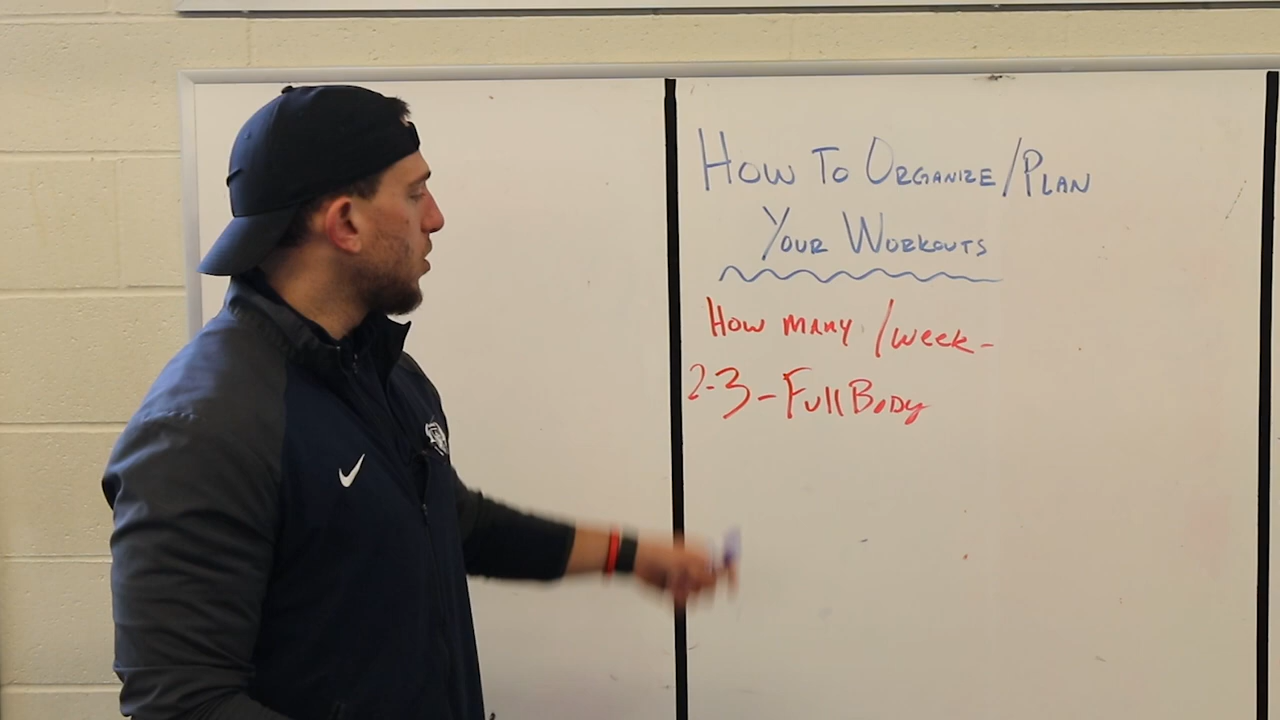 HOW TO ORGANIZE/PLAN
YOUR WORKOUTS
HOW MANY /WEEK-
2-3-FULL BODY